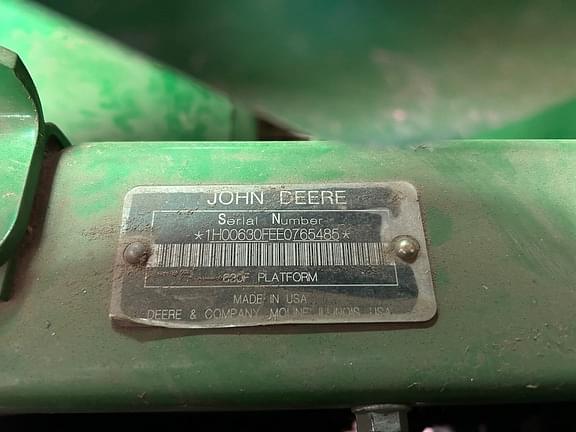 JOHN DEERE
Serial Number
*1H00630FEE0765485*
630F PLATFORM
MADE IN USA
DEERE & COMPANY MOLINE ILLINOIS USA